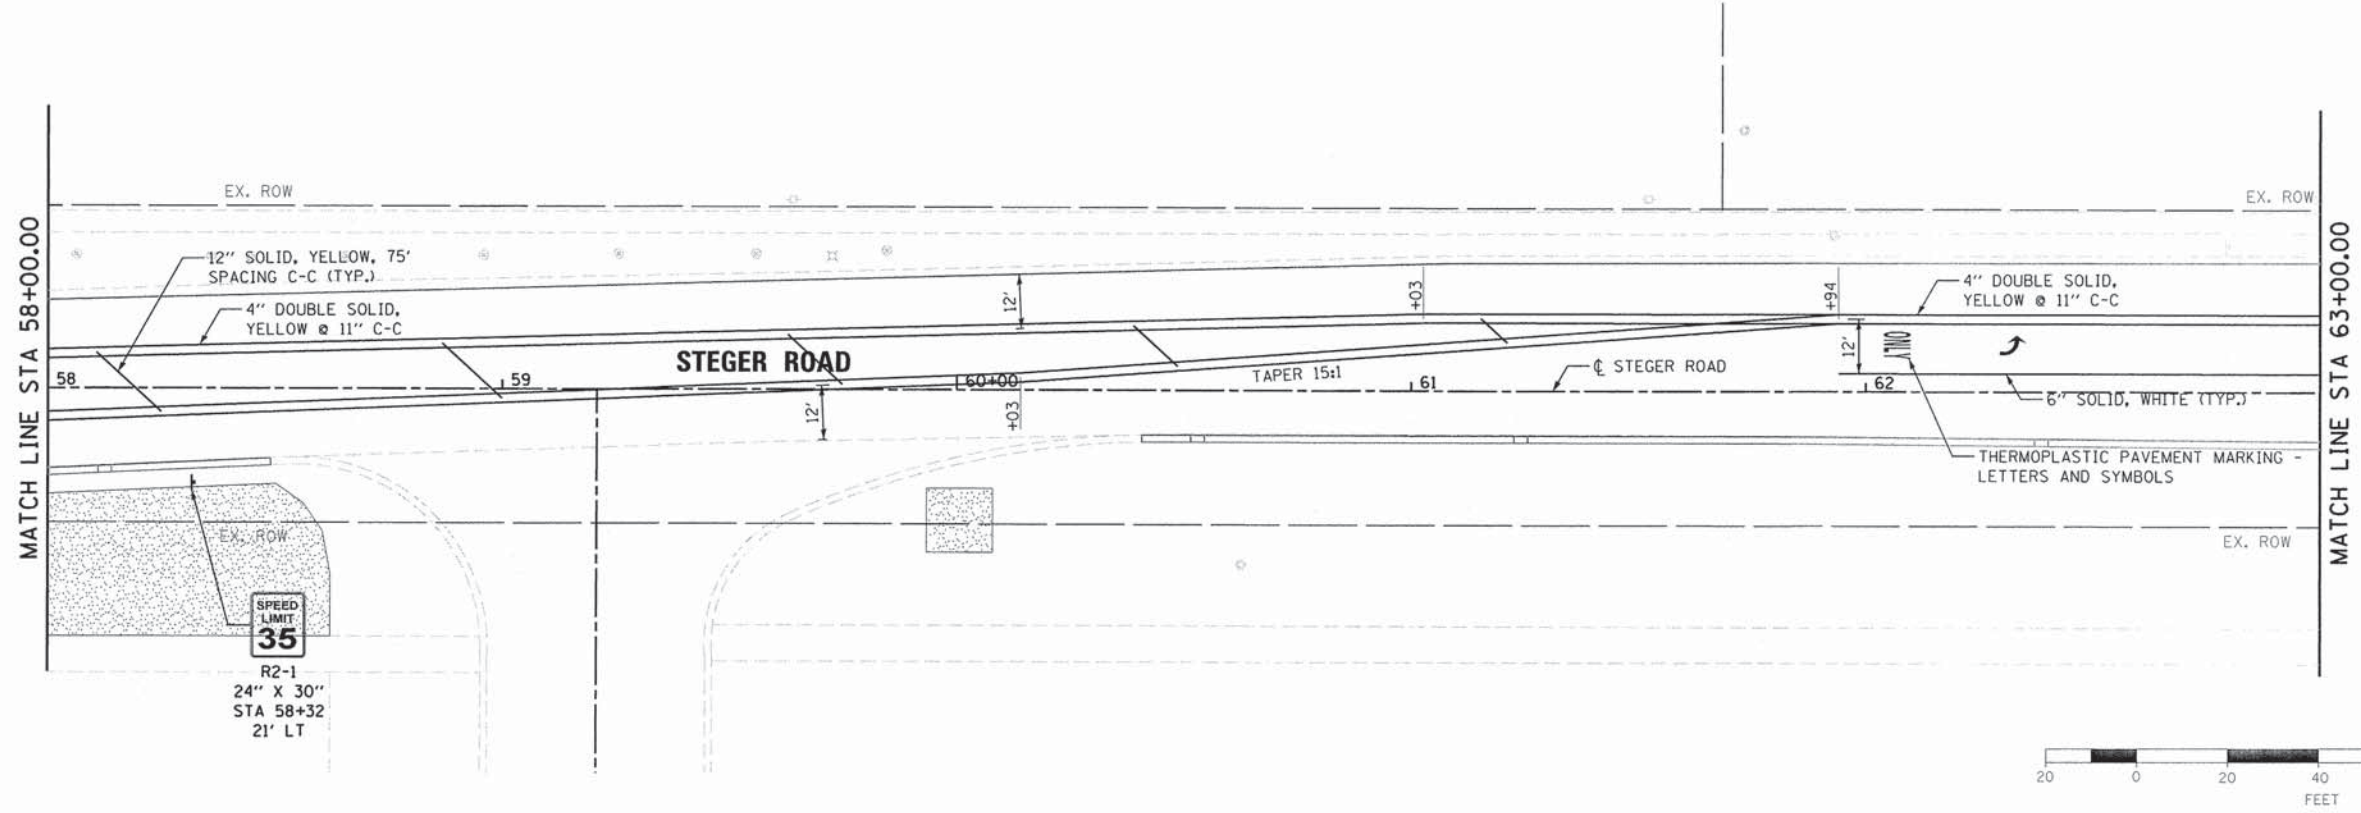 EX. ROW
EX. ROW
MATCH LINE STA 58+00.00
12" SOLID, YELLOW, 75'
SPACING C-C (TYP.)
4" DOUBLE SOLID,
YELLOW @ 11" C-C
12'
+03
+94
4" DOUBLE SOLID,
YELLOW @ 11" C-C
MATCH LINE STA 63+00.00
STEGER ROAD
58
59
60+00
TAPER 15:1
61
℄ STEGER ROAD
12'
ONLY
62
12'
+03
6" SOLID, WHITE (TYP.)
THERMOPLASTIC PAVEMENT MARKING -
LETTERS AND SYMBOLS
EX. ROW
EX. ROW
SPEED
LIMIT
35
R2-1
24" X 30"
STA 58+32
21' LT
20 0 20 40
FEET